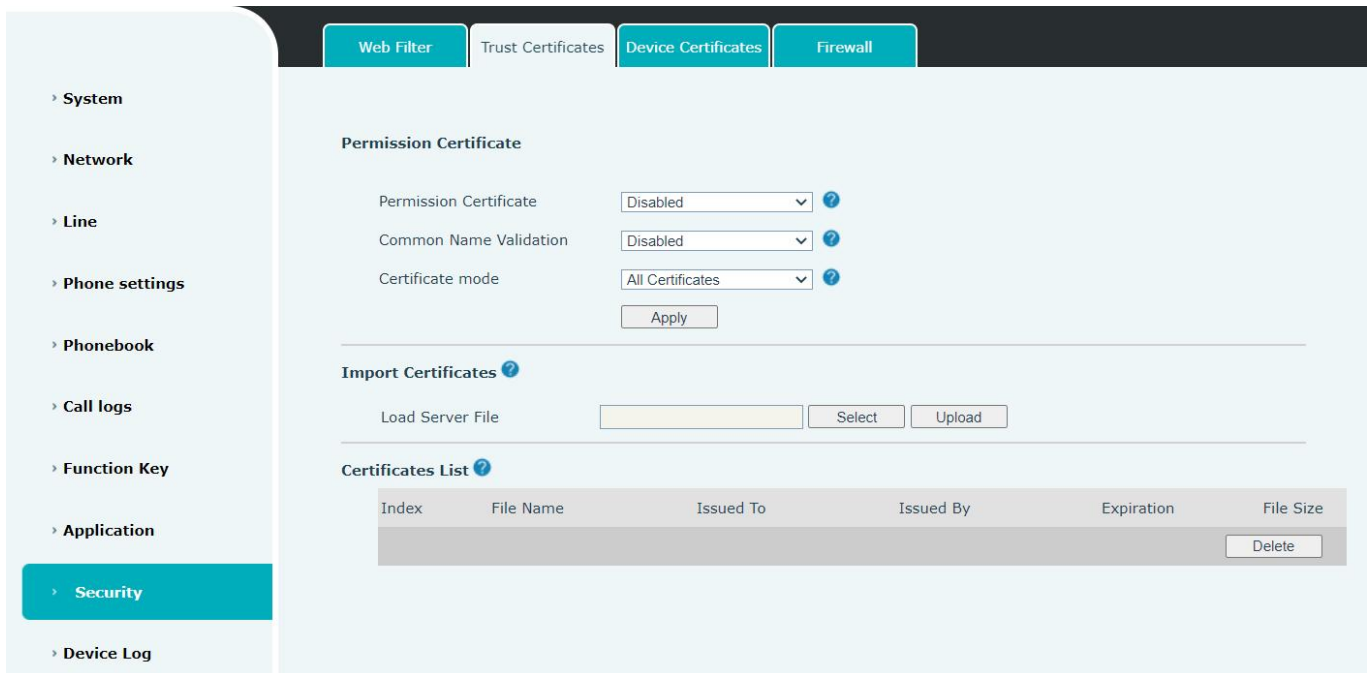 Web Filter Trust Certificates Device Certificates Firewall
System
Network
Line
Phone settings
Phonebook
Call logs
Function Key
Application
Security
Device Log
Permission Certificate
Permission Certificate Disabled ?
Common Name Validation Disabled ?
Certificate mode All Certificates ?
Apply
Import Certificates ?
Load Server File Select Upload
Certificates List ?
Index File Name Issued To Issued By Expiration File Size
Delete